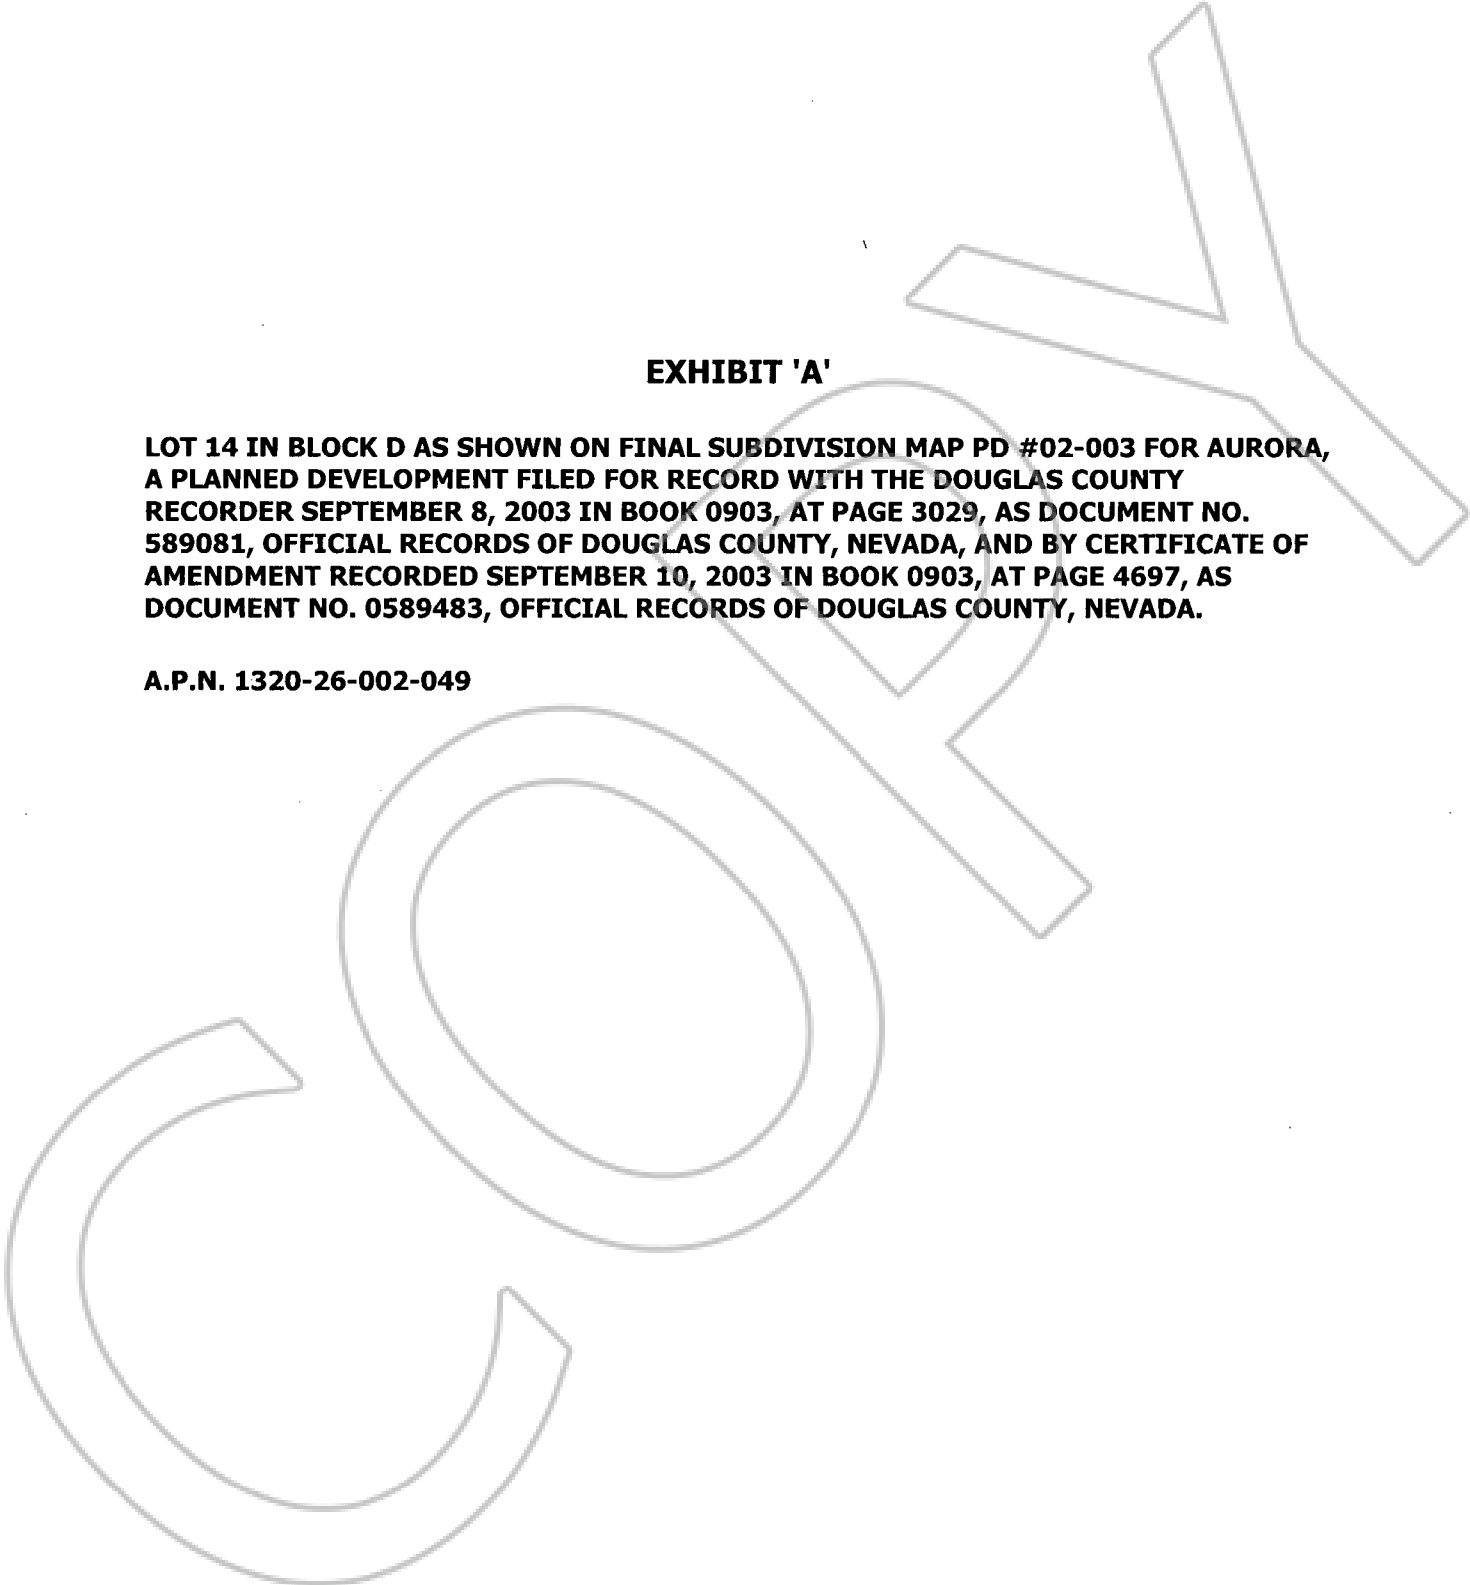 EXHIBIT 'A'
LOT 14 IN BLOCK D AS SHOWN ON FINAL SUBDIVISION MAP PD #02-003 FOR AURORA,
A PLANNED DEVELOPMENT FILED FOR RECORD WITH THE DOUGLAS COUNTY
RECORDER SEPTEMBER 8, 2003 IN BOOK 0903, AT PAGE 3029, AS DOCUMENT NO.
589081, OFFICIAL RECORDS OF DOUGLAS COUNTY, NEVADA, AND BY CERTIFICATE OF
AMENDMENT RECORDED SEPTEMBER 10, 2003 IN BOOK 0903, AT PAGE 4697, AS
DOCUMENT NO. 0589483, OFFICIAL RECORDS OF DOUGLAS COUNTY, NEVADA.
A.P.N. 1320-26-002-049
COPY